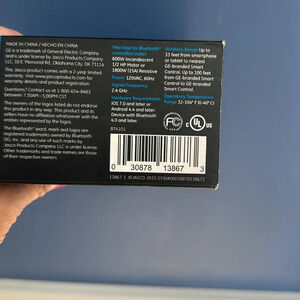 MADE IN CHINA / HECHO EN CHINA
GE is a trademark of General Electric Company
and is under license by Jasco Products Company
LLC, 10 E. Memorial Rd., Oklahoma City, OK 73114
This Jasco product comes with a 2-year limited
warranty. Visit www.jascoproducts.com for
warranty details and product registration.
Questions? Contact us at 1-800-654-8483
between 7:30AM-5:00PM CST
The owners of the logos listed do not endorse
this product in any way. This product and its
owners have no affiliation whatsoever with the
entities represented by the logos.
The Bluetooth® word, mark and logos are
registered trademarks owned by Bluetooth
SIG, Inc. and any use of such marks by
Jasco Products Company LLC is under license
Other trademarks and trade names are those
of their respective owners.
controlled outlet
600W Incandescent
1/2 HP Motor or
1800W (15A) Resistive
Power 120VAC, 60Hz
Signal Frequency
2.4 GHz
Hardware Requirements
iOS 7.0 and later or
Android 4.4 and later
Device with Bluetooth
4.0 and later
BT4101
Wireless Range Up to
33 feet from smartphone
or tablet to nearest
GE-branded Smart
Control. Up to 100 feet
from GE-branded Smart
Control to GE-branded
Smart Control.
Operating Temperature
Range 32-104° F (0-40° C)
FC
c UL US
LISTED
0 30878 13867 3
13867-1 ©JASCO 2015